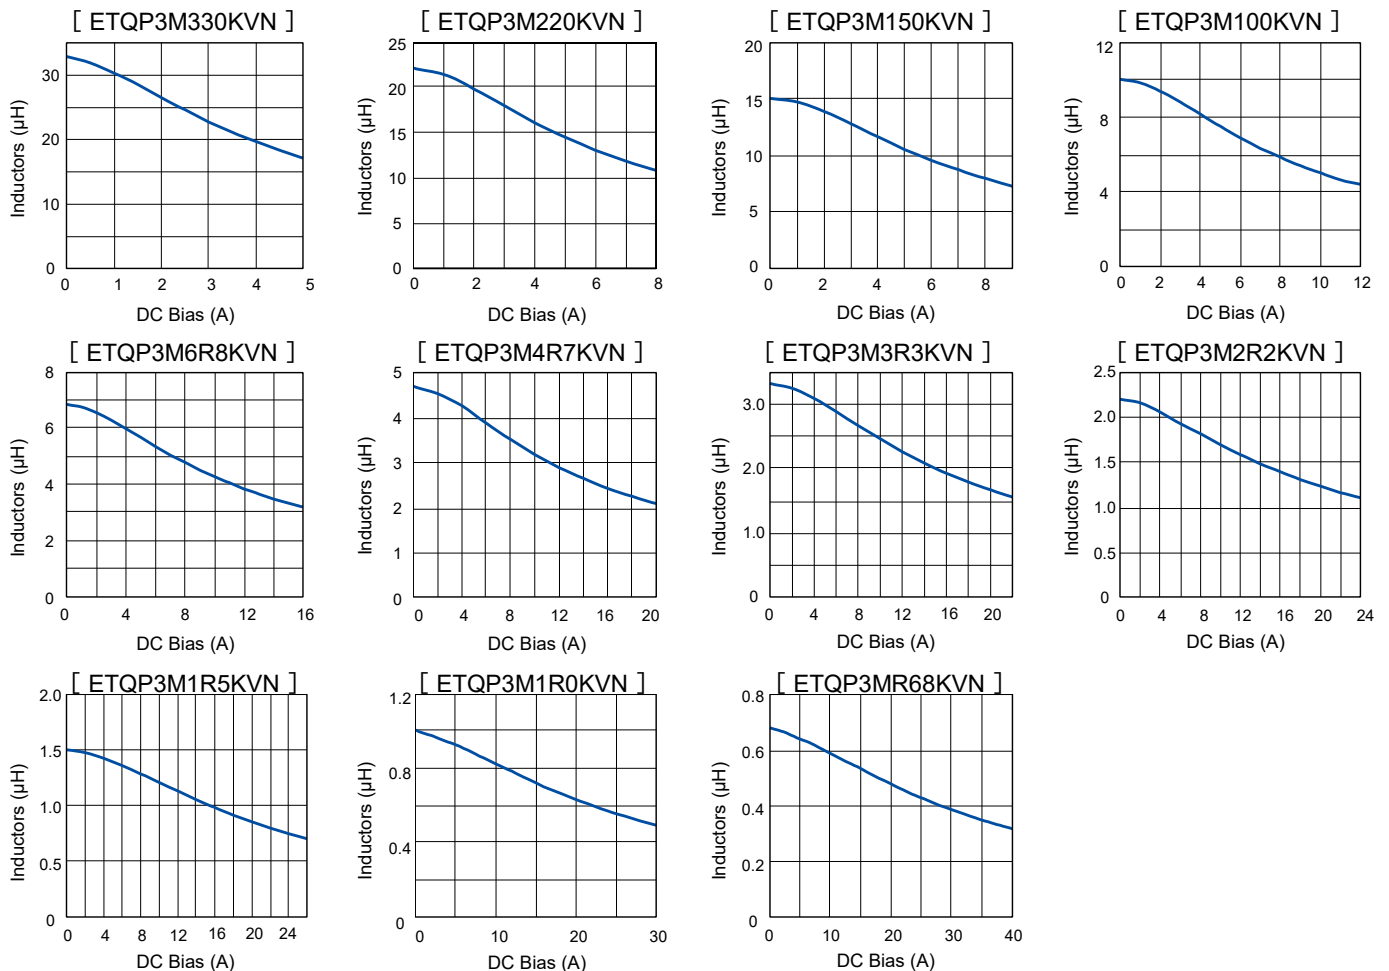 [ ETQP3M330KVN ]
Inductors (µH)
30
20
10
0
0 1 2 3 4 5
DC Bias (A)
[ ETQP3M220KVN ]
Inductors (µH)
25
20
15
10
5
0
0 2 4 6 8
DC Bias (A)
[ ETQP3M150KVN ]
Inductors (µH)
20
15
10
5
0
0 2 4 6 8
DC Bias (A)
[ ETQP3M100KVN ]
Inductors (µH)
12
8
4
0
0 2 4 6 8 10 12
DC Bias (A)
[ ETQP3M6R8KVN ]
Inductors (µH)
8
6
4
2
0
0 4 8 12 16
DC Bias (A)
[ ETQP3M4R7KVN ]
Inductors (µH)
5
4
3
2
1
0
0 4 8 12 16 20
DC Bias (A)
[ ETQP3M3R3KVN ]
Inductors (µH)
3.0
2.0
1.0
0
0 4 8 12 16 20
DC Bias (A)
[ ETQP3M2R2KVN ]
Inductors (µH)
2.5
2.0
1.5
1.0
0.5
0
0 4 8 12 16 20 24
DC Bias (A)
[ ETQP3M1R5KVN ]
Inductors (µH)
2.0
1.5
1.0
0.5
0
0 4 8 12 16 20 24
DC Bias (A)
[ ETQP3M1R0KVN ]
Inductors (µH)
1.2
0.8
0.4
0
0 10 20 30
DC Bias (A)
[ ETQP3MR68KVN ]
Inductors (µH)
0.8
0.6
0.4
0.2
0
0 10 20 30 40
DC Bias (A)